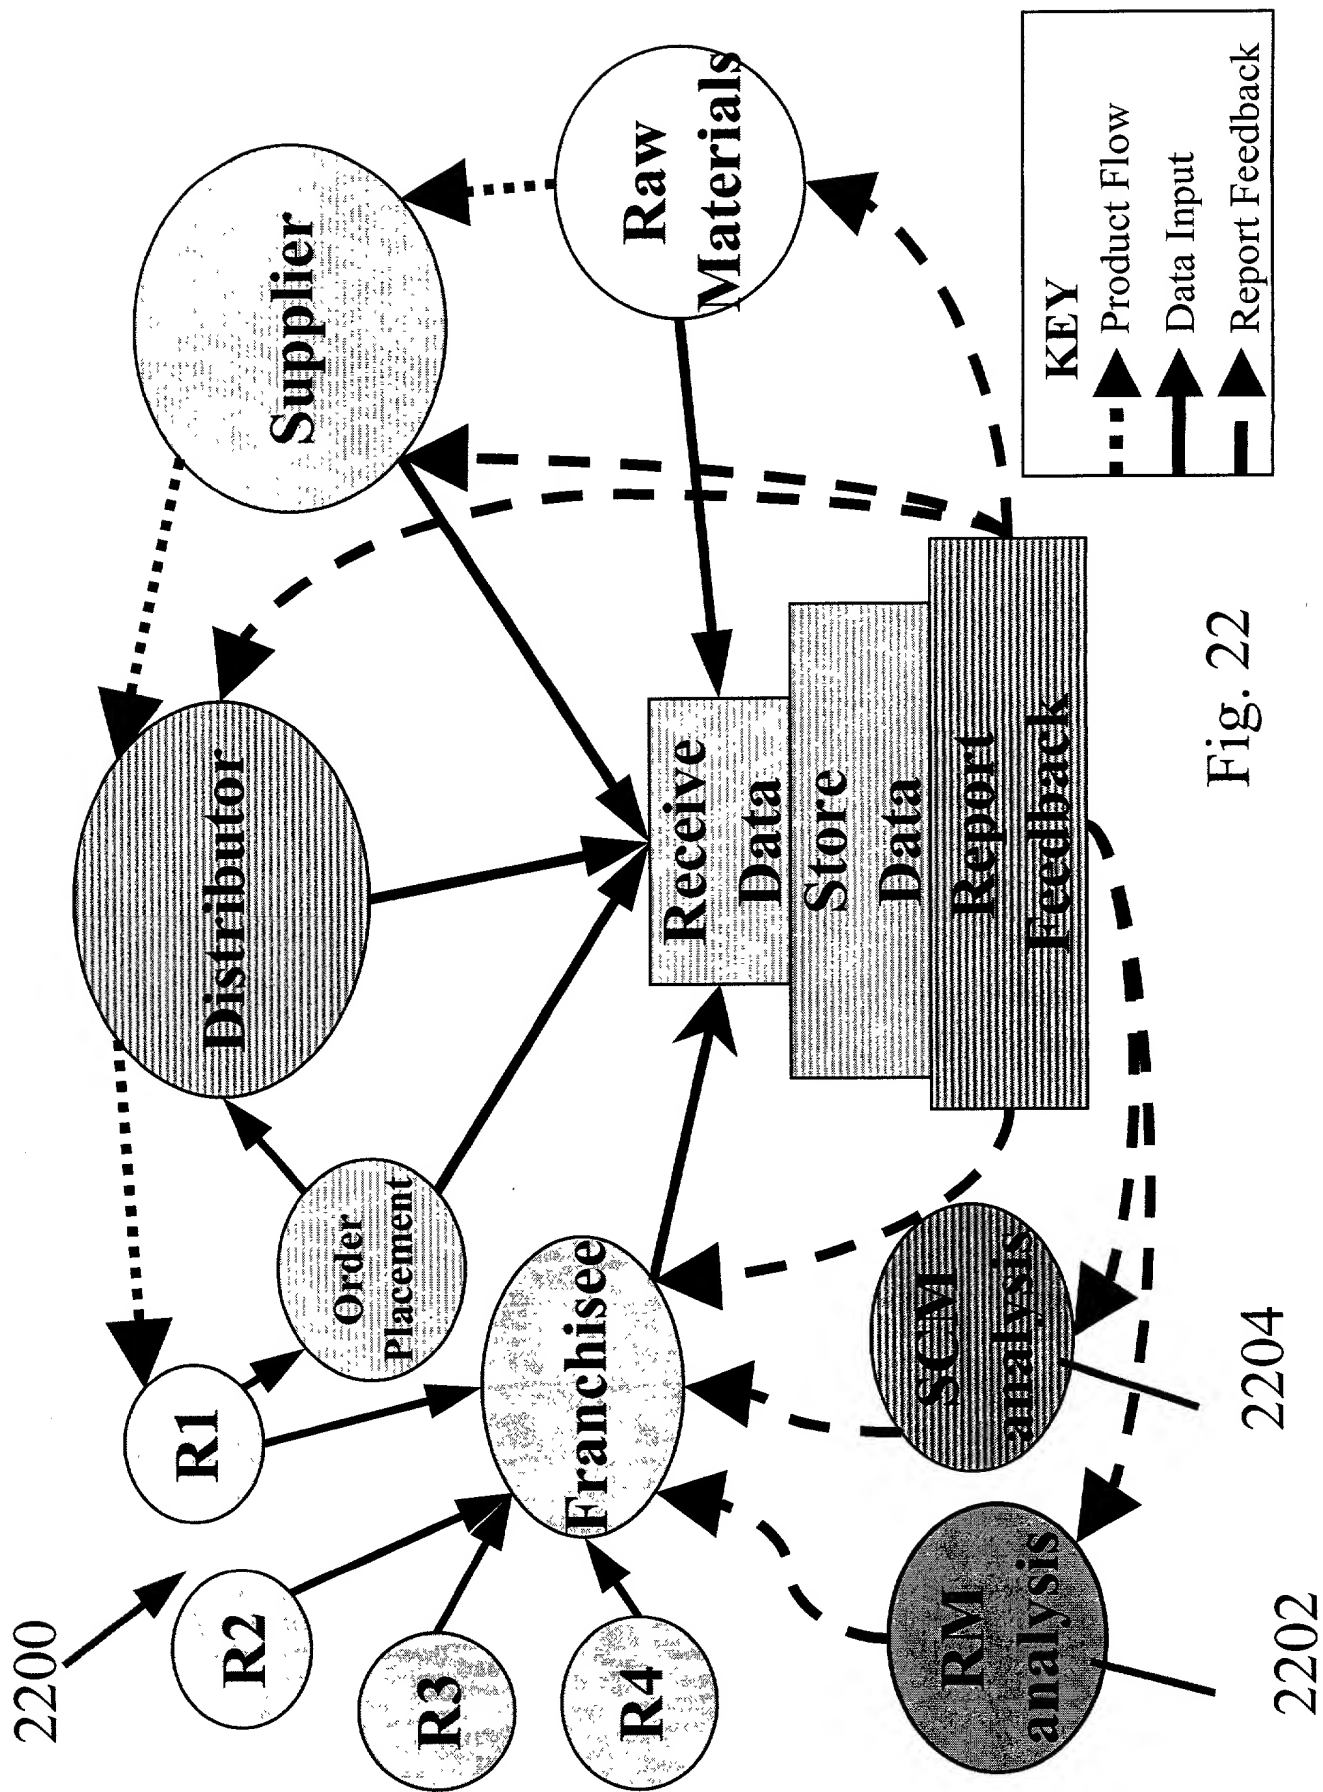 2200
R1
R2
R3
R4
Order
Placement
Franchisee
Distributor
Supplier
Raw
Materials
Receive
Data
Store
Data
Report
Feedback
SCM
analysis
RM
analysis
2204
2202
KEY
Product Flow
Data Input
Report Feedback
Fig. 22